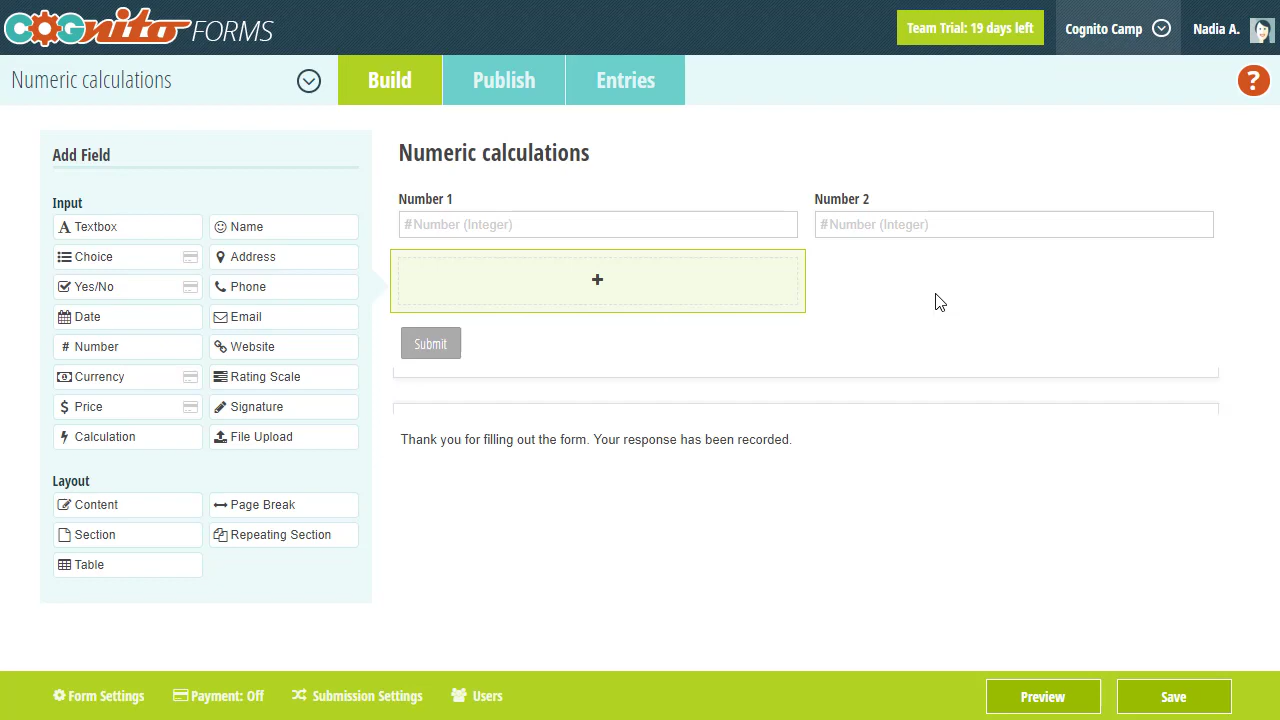 COGnito FORMS
Team Trial: 19 days left
Cognito Camp
Nadia A.
Numeric calculations
Build
Publish
Entries
?
Add Field
Input
Textbox
Name
Choice
Address
Yes/No
Phone
Date
Email
# Number
Website
Currency
Rating Scale
$ Price
Signature
Calculation
File Upload
Layout
Content
Page Break
Section
Repeating Section
Table
Numeric calculations
Number 1
Number 2
#Number (Integer)
#Number (Integer)
+
Submit
Thank you for filling out the form. Your response has been recorded.
Form Settings
Payment: Off
Submission Settings
Users
Preview
Save